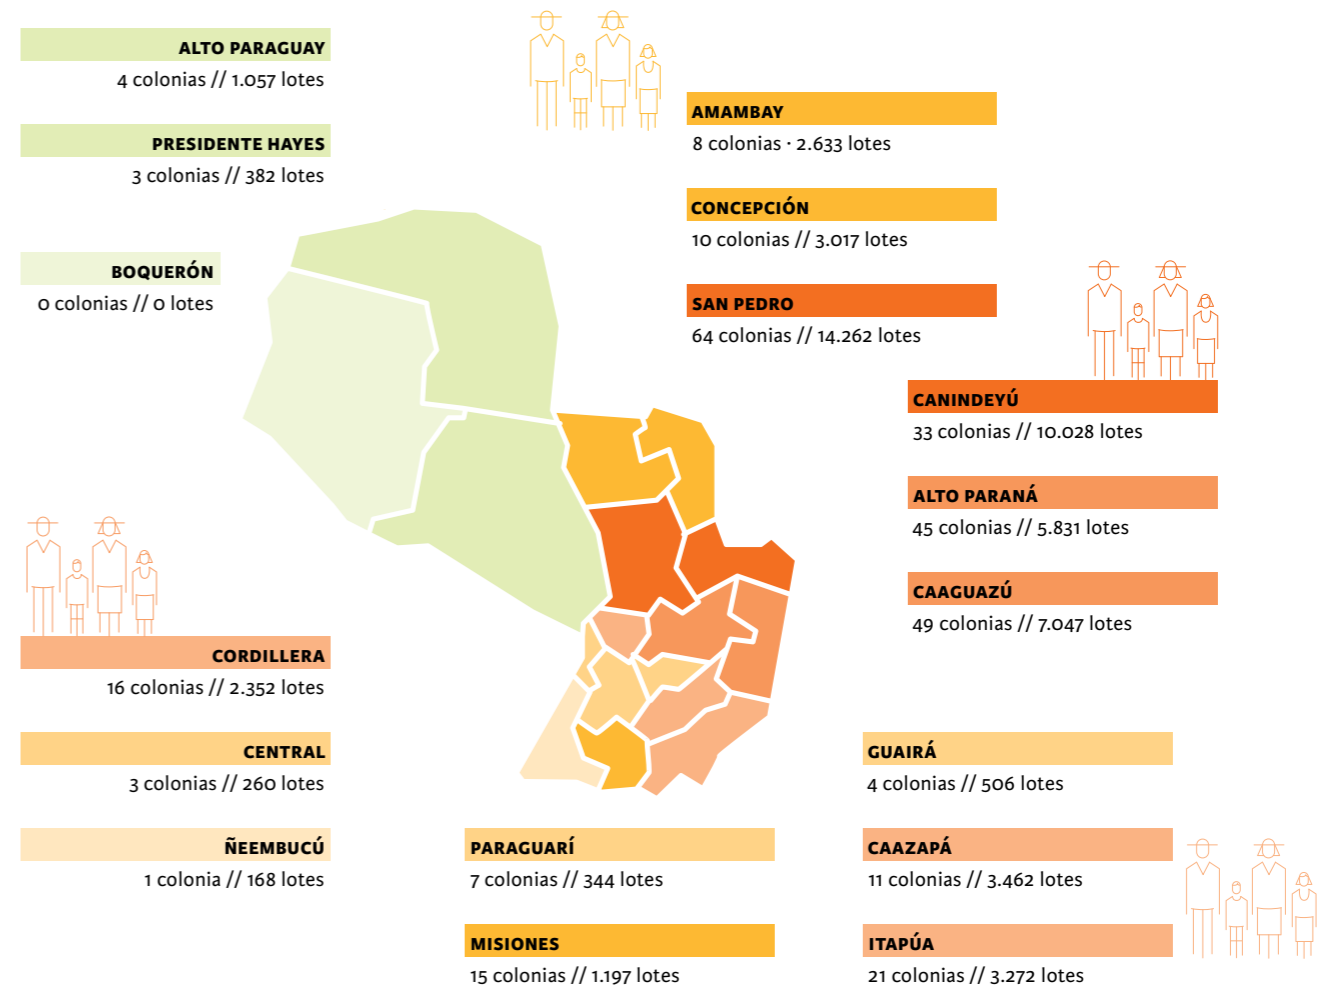 ALTO PARAGUAY
4 colonias // 1.057 lotes
PRESIDENTE HAYES
3 colonias // 382 lotes
BOQUERÓN
0 colonias // 0 lotes
AMAMBAY
8 colonias · 2.633 lotes
CONCEPCIÓN
10 colonias // 3.017 lotes
SAN PEDRO
64 colonias // 14.262 lotes
CANINDEYÚ
33 colonias // 10.028 lotes
ALTO PARANÁ
45 colonias // 5.831 lotes
CAAGUAZÚ
49 colonias // 7.047 lotes
CORDILLERA
16 colonias // 2.352 lotes
CENTRAL
3 colonias // 260 lotes
ÑEEMBUCÚ
1 colonia // 168 lotes
PARAGUARÍ
7 colonias // 344 lotes
MISIONES
15 colonias // 1.197 lotes
GUAIRÁ
4 colonias // 506 lotes
CAAZAPÁ
11 colonias // 3.462 lotes
ITAPÚA
21 colonias // 3.272 lotes